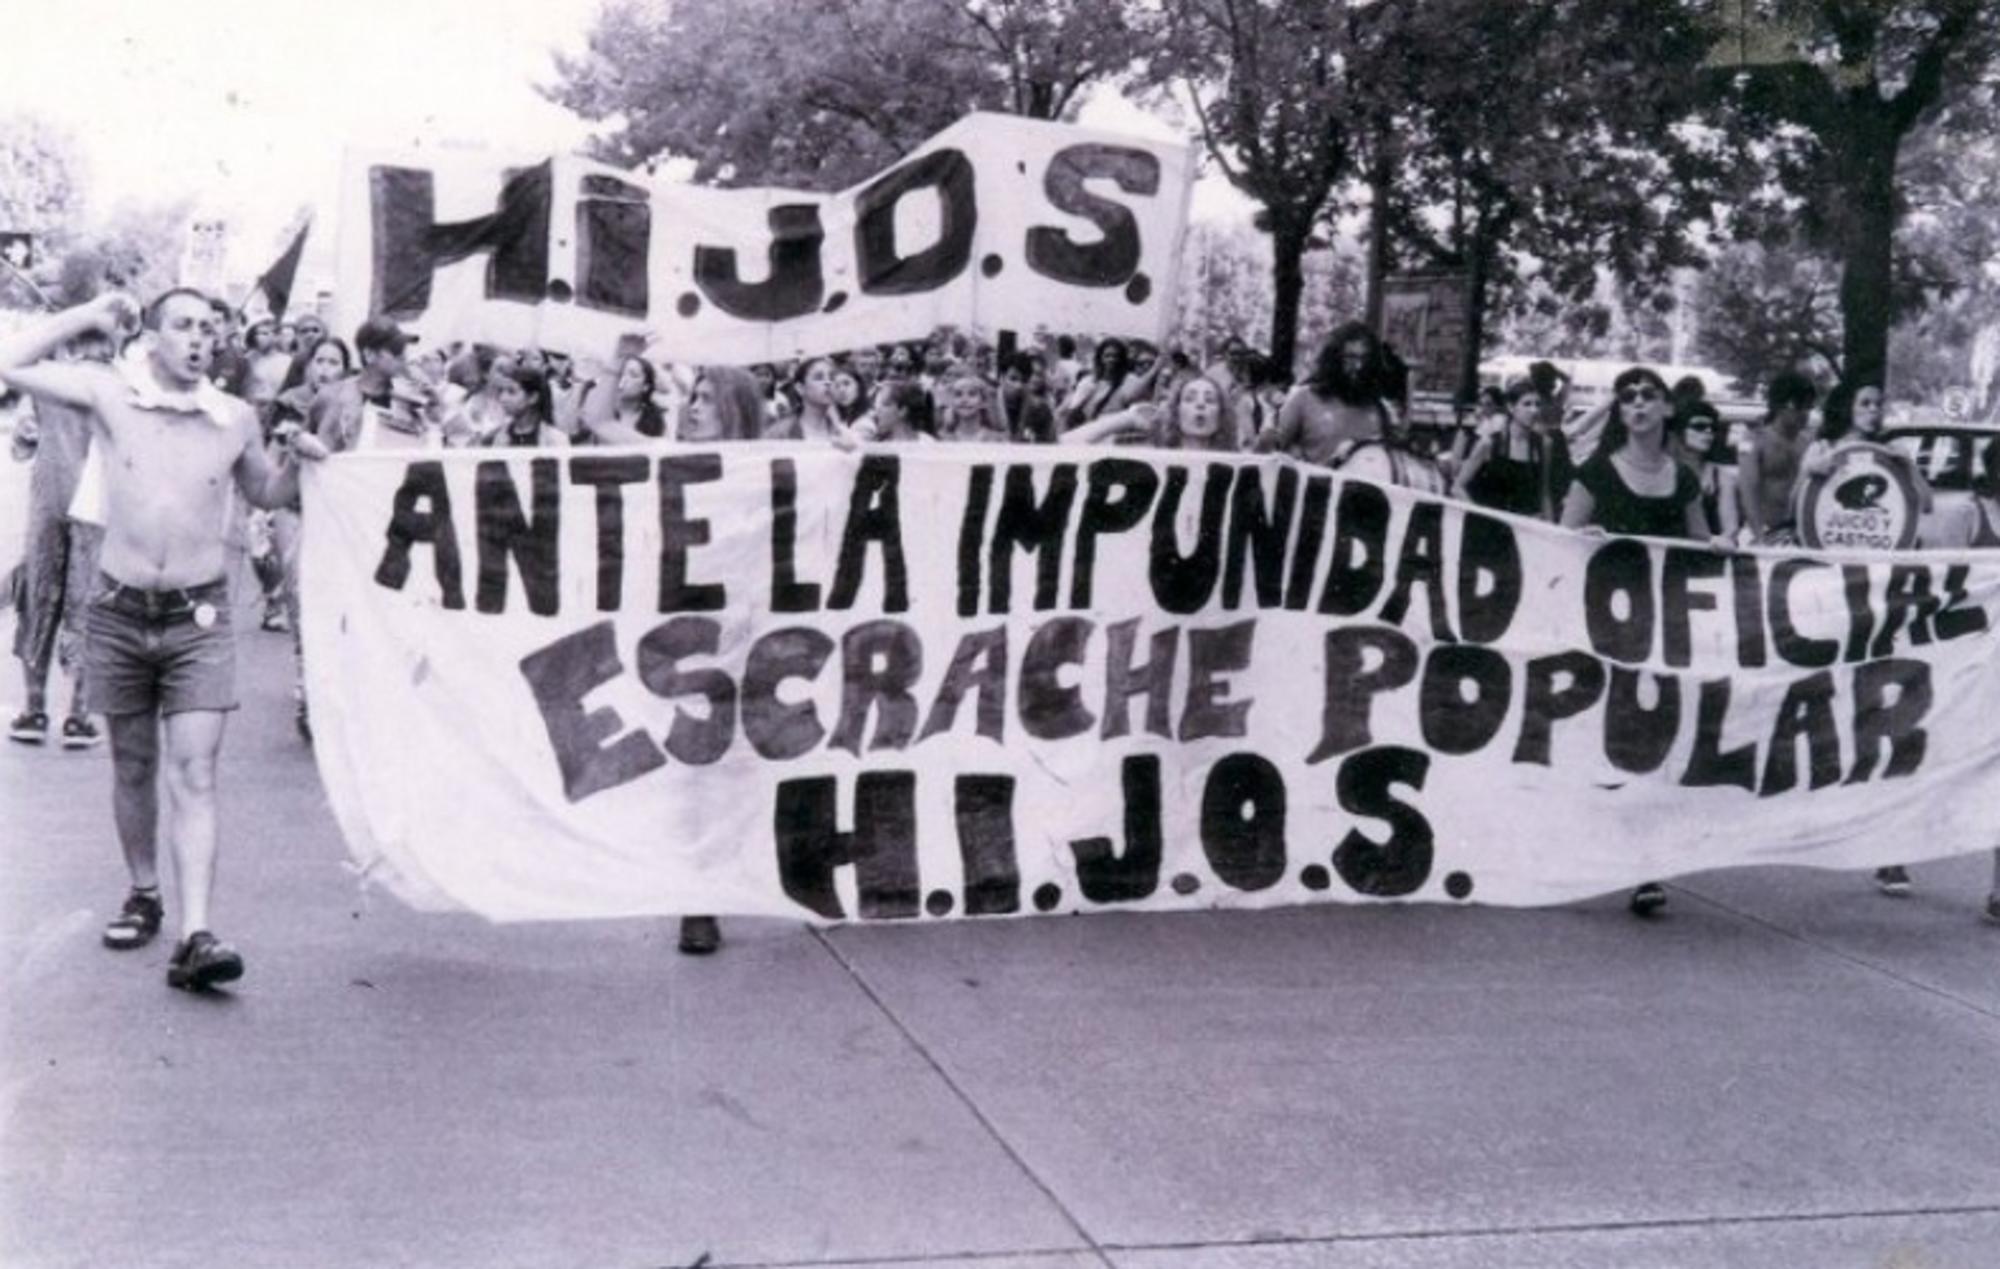 H.i.J.O.S.
ANTE LA IMPUNIDAD OFICIAL
ESCRACHE POPULAR
H.I.J.O.S.
JUICIO Y
CASTIGO